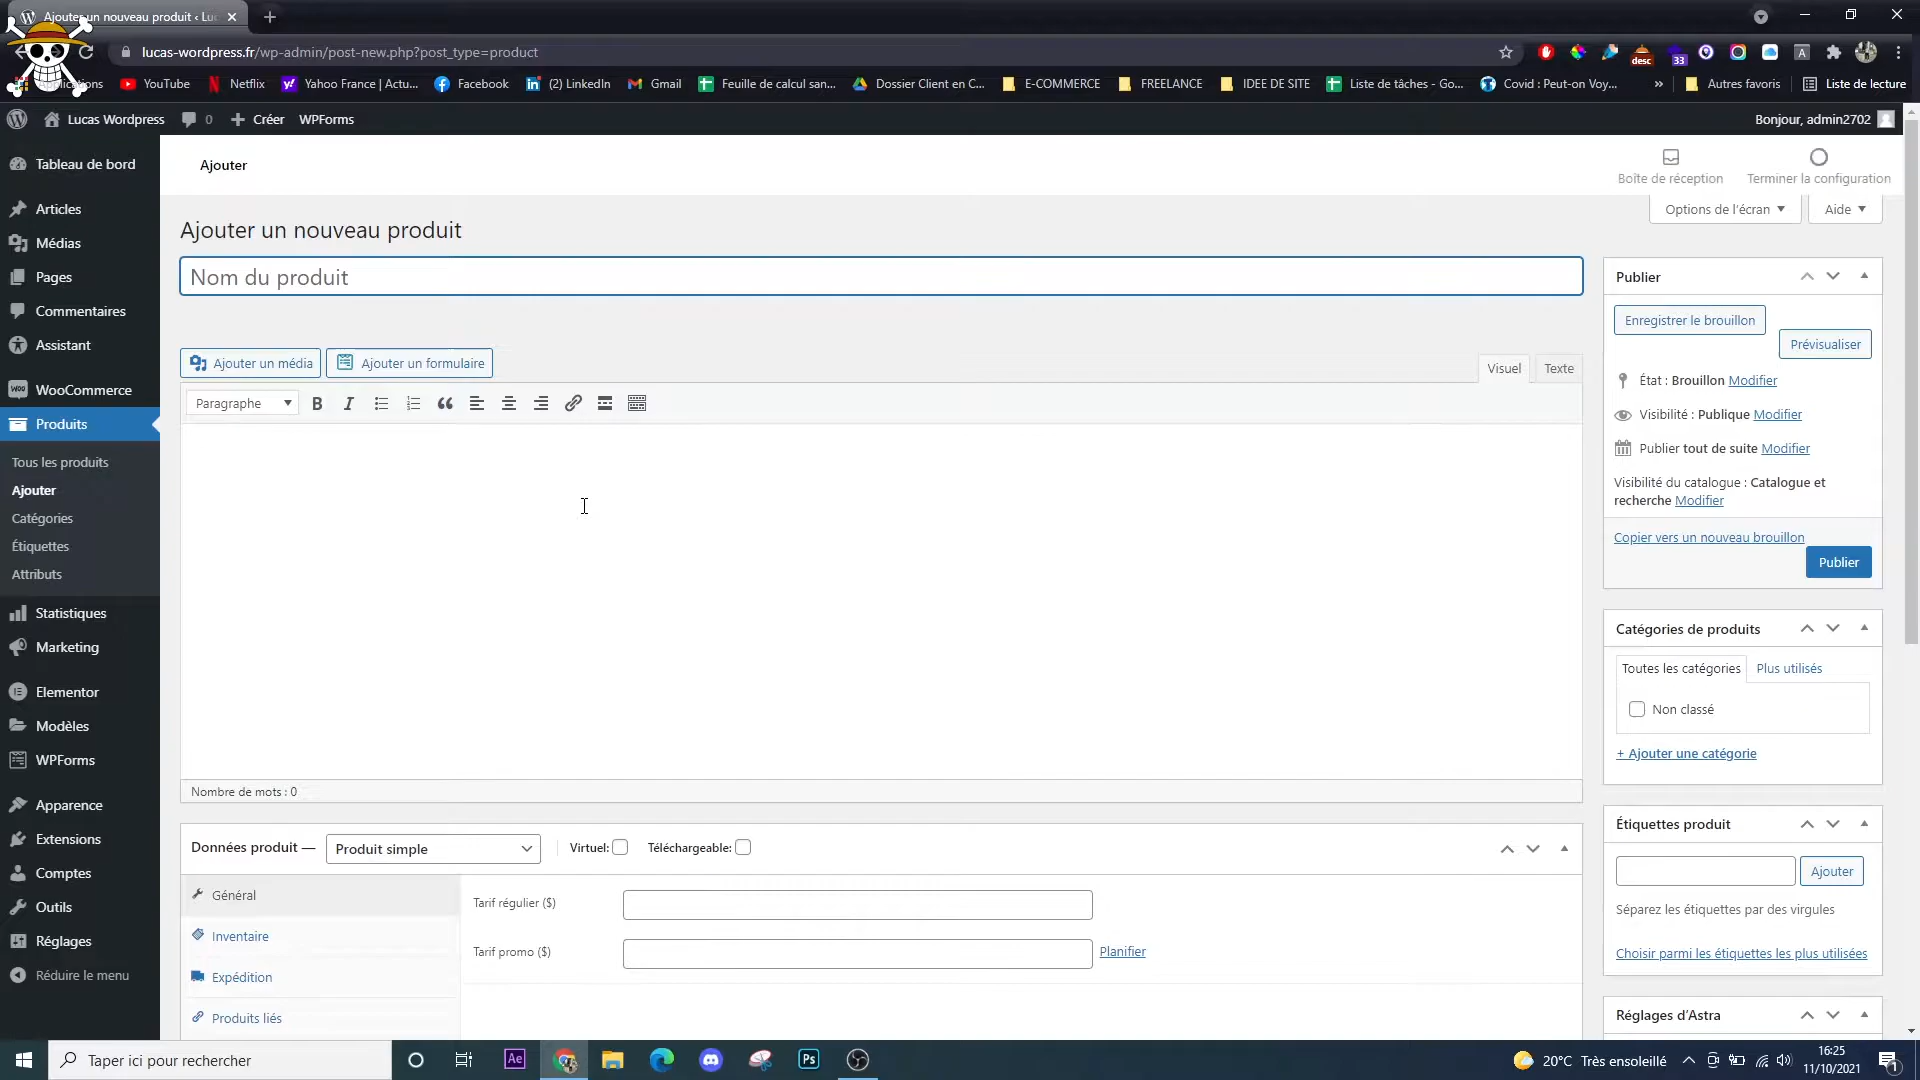 Ajouter un nouveau produit ‹ Lu
lucas-wordpress.fr/wp-admin/post-new.php?post_type=product
desc
33
A
YouTube
Netflix
Yahoo France | Actu...
Facebook
(2) LinkedIn
Gmail
Feuille de calcul san...
Dossier Client en C...
E-COMMERCE
FREELANCE
IDEE DE SITE
Liste de tâches - Go...
Covid : Peut-on Voy...
»
Autres favoris
Liste de lecture
Lucas Wordpress
0
Créer
WPForms
Bonjour, admin2702
Tableau de bord
Articles
Médias
Pages
Commentaires
Assistant
WooCommerce
Produits
Tous les produits
Ajouter
Catégories
Étiquettes
Attributs
Statistiques
Marketing
Elementor
Modèles
WPForms
Apparence
Extensions
Comptes
Outils
Réglages
Réduire le menu
Ajouter
Boîte de réception
Terminer la configuration
Options de l'écran
Aide
Ajouter un nouveau produit
Nom du produit
Ajouter un média
Ajouter un formulaire
Visuel
Texte
Paragraphe
Nombre de mots : 0
Données produit —
Produit simple
Virtuel:
Téléchargeable:
Général
Inventaire
Expédition
Produits liés
Tarif régulier ($)
Tarif promo ($)
Planifier
Publier
Enregistrer le brouillon
Prévisualiser
État : Brouillon Modifier
Visibilité : Publique Modifier
Publier tout de suite Modifier
Visibilité du catalogue : Catalogue et
recherche Modifier
Copier vers un nouveau brouillon
Publier
Catégories de produits
Toutes les catégories
Plus utilisés
Non classé
+ Ajouter une catégorie
Étiquettes produit
Ajouter
Séparez les étiquettes par des virgules
Choisir parmi les étiquettes les plus utilisées
Réglages d'Astra
Taper ici pour rechercher
Ae
Ps
20°C Très ensoleillé
16:25
11/10/2021
1